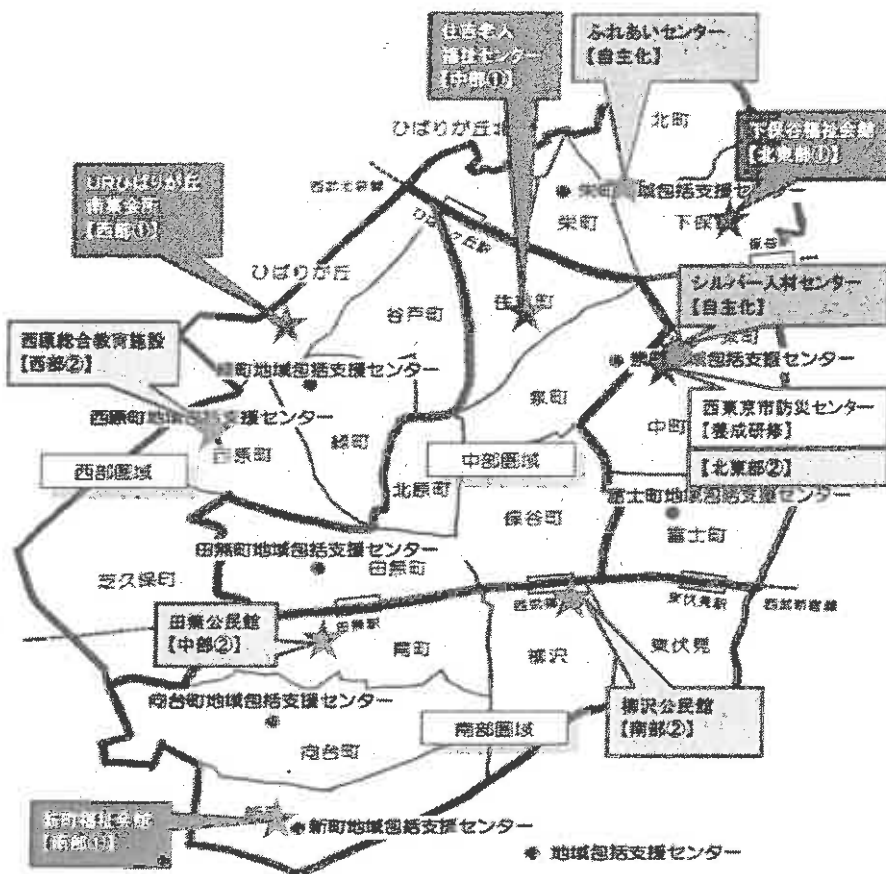 住吉老人
福祉センター
【中部①】
ふれあいセンター
【自主化】
ひばりが丘北
北町
下保谷福祉会館
【北東部①】
URひばりが丘
南集会所
【西部①】
栄町
下保谷
ひばりが丘
谷戸町
住吉町
シルバー人材センター
【自主化】
西原総合教育施設
【西部②】
緑町地域包括支援センター
泉町
西東京市防災センター
【養成研修】
中町
西原町地域包括支援センター
西原町
緑町
【北東部②】
西部圏域
中部圏域
北原町
富士町地域包括支援センター
保谷町
富士町
田無町地域包括支援センター
田無町
芝久保町
東伏見駅
西武新宿線
田無公民館
【中部②】
田無駅
南町
柳沢
東伏見
向台町地域包括支援センター
柳沢公民館
【南部②】
南部圏域
向台町
新町福祉会館
【南部①】
新町地域包括支援センター
地域包括支援センター